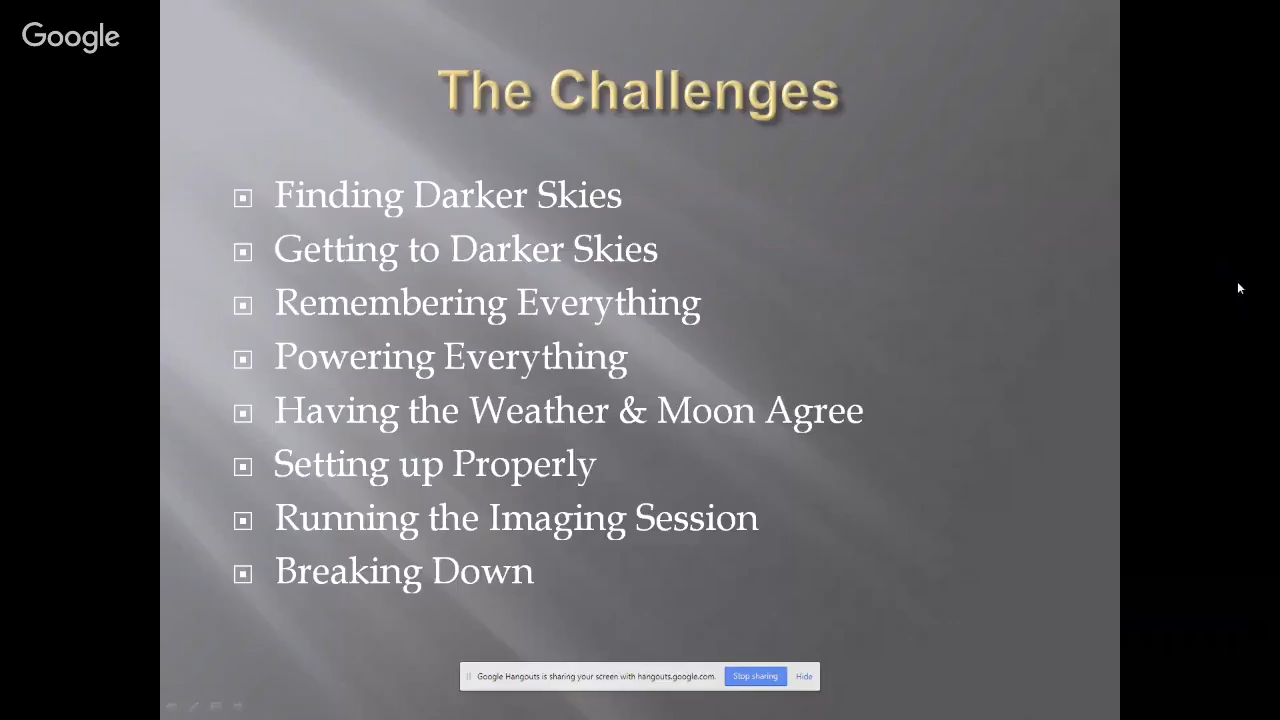 Google
The Challenges
Finding Darker Skies
Getting to Darker Skies
Remembering Everything
Powering Everything
Having the Weather & Moon Agree
Setting up Properly
Running the Imaging Session
Breaking Down
Google Hangouts is sharing your screen with hangouts.google.com. Stop sharing Hide